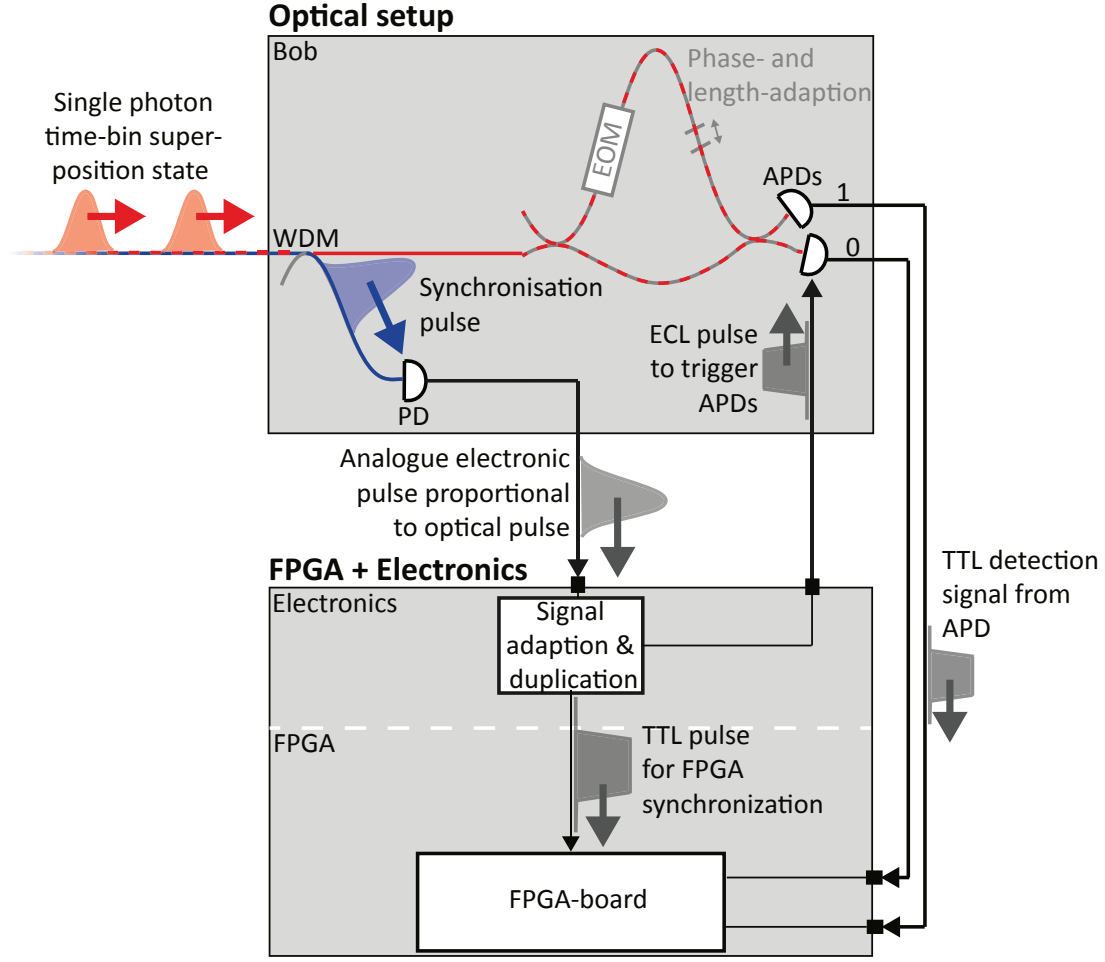 Optical setup
Bob
Phase- and
length-adaption
Single photon
time-bin super-
position state
EOM
APDs
1
0
WDM
Synchronisation
pulse
ECL pulse
to trigger
APDs
PD
Analogue electronic
pulse proportional
to optical pulse
FPGA + Electronics
Electronics
Signal
adaption &
duplication
TTL detection
signal from
APD
FPGA
TTL pulse
for FPGA
synchronization
FPGA-board